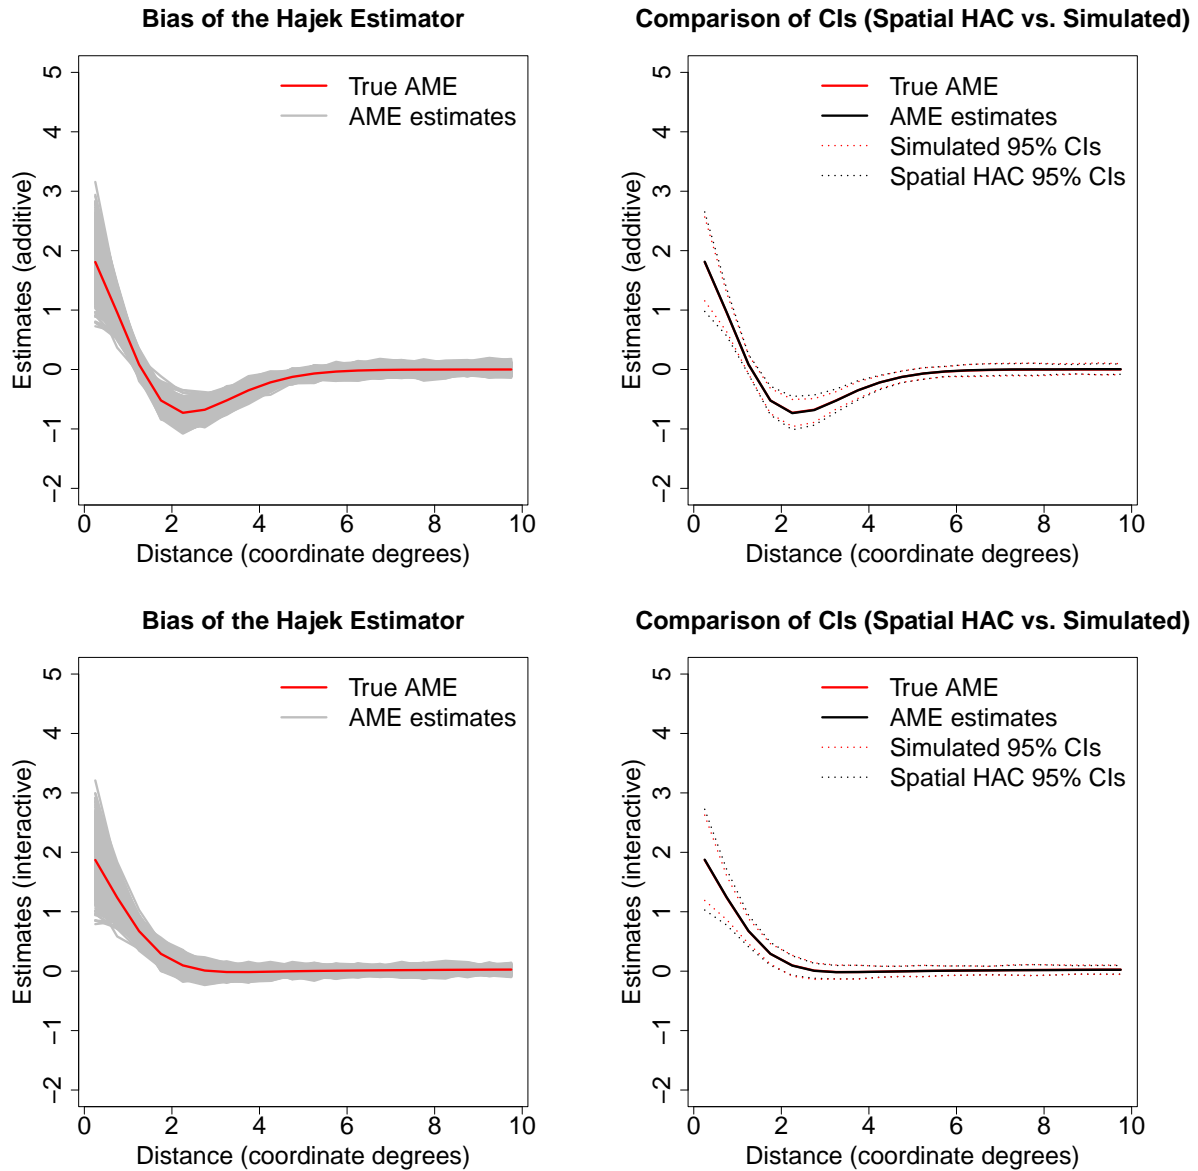 Bias of the Hajek Estimator
Estimates (additive)
5
4
3
2
1
0
−1
−2
True AME
AME estimates
0 2 4 6 8 10
Distance (coordinate degrees)
Comparison of CIs (Spatial HAC vs. Simulated)
Estimates (additive)
5
4
3
2
1
0
−1
−2
True AME
AME estimates
Simulated 95% CIs
Spatial HAC 95% CIs
0 2 4 6 8 10
Distance (coordinate degrees)
Bias of the Hajek Estimator
Estimates (interactive)
5
4
3
2
1
0
−1
−2
True AME
AME estimates
0 2 4 6 8 10
Distance (coordinate degrees)
Comparison of CIs (Spatial HAC vs. Simulated)
Estimates (interactive)
5
4
3
2
1
0
−1
−2
True AME
AME estimates
Simulated 95% CIs
Spatial HAC 95% CIs
0 2 4 6 8 10
Distance (coordinate degrees)